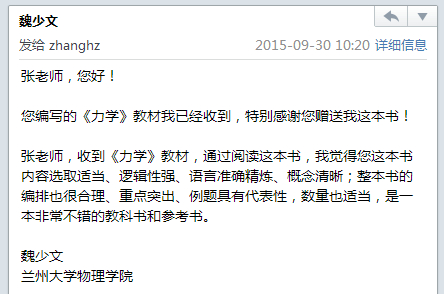 魏少文
发给 zhanghz
2015-09-30 10:20 详细信息
张老师，您好！
您编写的《力学》教材我已经收到，特别感谢您赠送我这本书！
张老师，收到《力学》教材，通过阅读这本书，我觉得您这本书
内容选取适当、逻辑性强、语言准确精炼、概念清晰；整本书的
编排也很合理、重点突出、例题具有代表性，数量也适当，是一
本非常不错的教科书和参考书。
魏少文
兰州大学物理学院